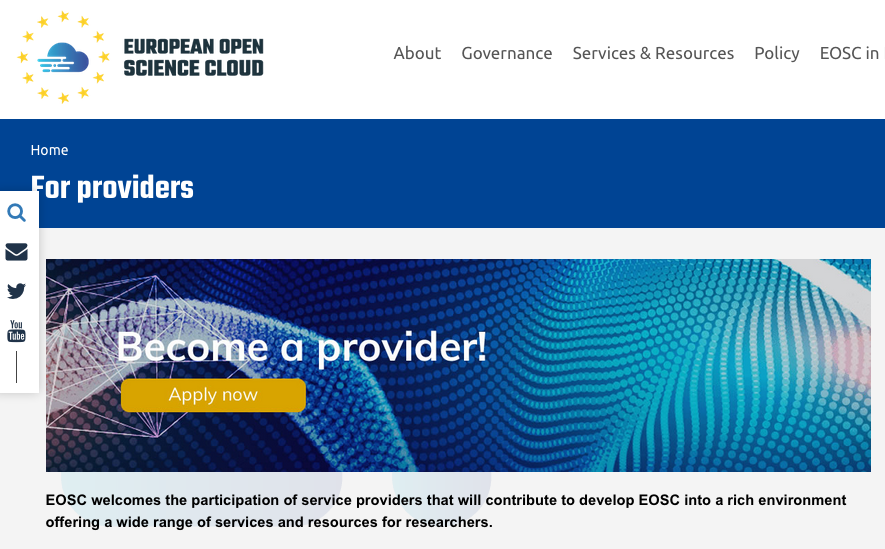 EUROPEAN OPEN
SCIENCE CLOUD
About Governance Services & Resources Policy EOSC in
Home
For providers
You
Tube
Become a provider!
Apply now
EOSC welcomes the participation of service providers that will contribute to develop EOSC into a rich environment
offering a wide range of services and resources for researchers.